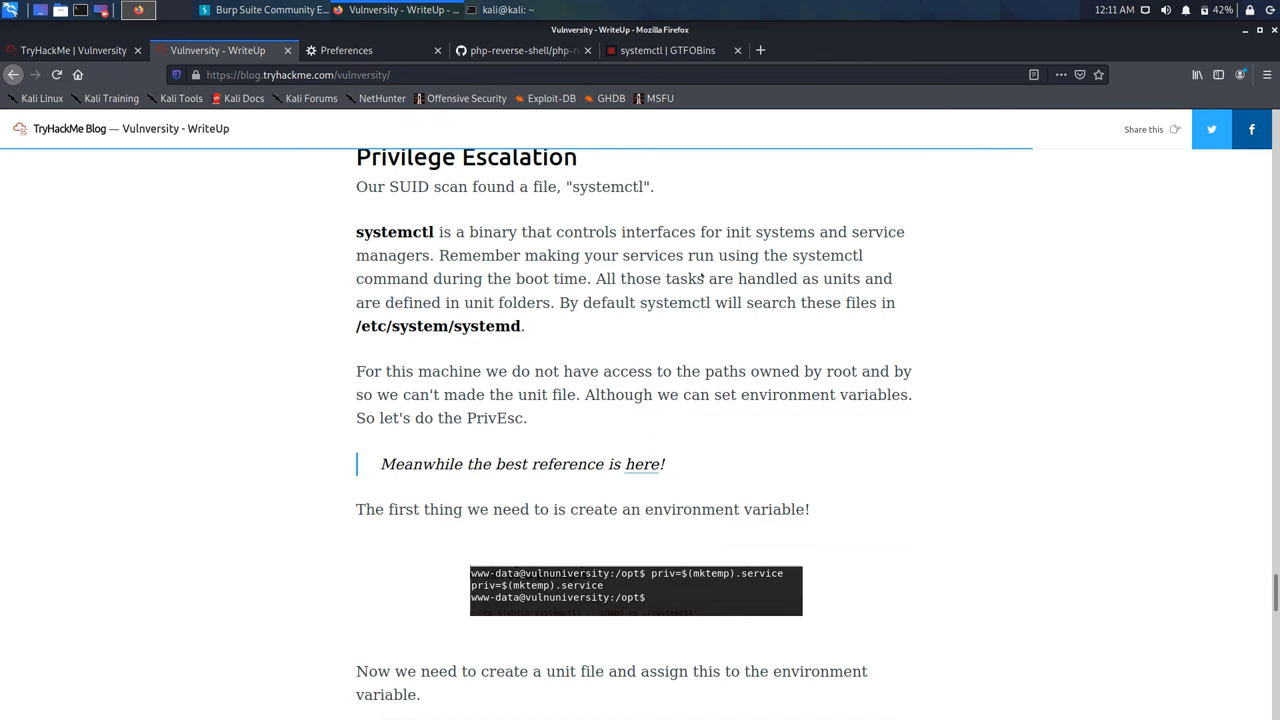 Burp Suite Community E...
Vulnversity - WriteUp - ...
kali@kali: ~
12:11 AM
42%
Vulnversity - WriteUp - Mozilla Firefox
TryHackMe | Vulnversity
Vulnversity - WriteUp
Preferences
php-reverse-shell/php-re
systemctl | GTFOBins
https://blog.tryhackme.com/vulnversity/
Kali Linux
Kali Training
Kali Tools
Kali Docs
Kali Forums
NetHunter
Offensive Security
Exploit-DB
GHDB
MSFU
TryHackMe Blog — Vulnversity - WriteUp
Share this
Privilege Escalation
Our SUID scan found a file, "systemctl".
systemctl is a binary that controls interfaces for init systems and service
managers. Remember making your services run using the systemctl
command during the boot time. All those tasks are handled as units and
are defined in unit folders. By default systemctl will search these files in
/etc/system/systemd.
For this machine we do not have access to the paths owned by root and by
so we can't made the unit file. Although we can set environment variables.
So let's do the PrivEsc.
Meanwhile the best reference is here!
The first thing we need to is create an environment variable!
www-data@vulnuniversity:/opt$ priv=$(mktemp).service
priv=$(mktemp).service
www-data@vulnuniversity:/opt$
Now we need to create a unit file and assign this to the environment
variable.